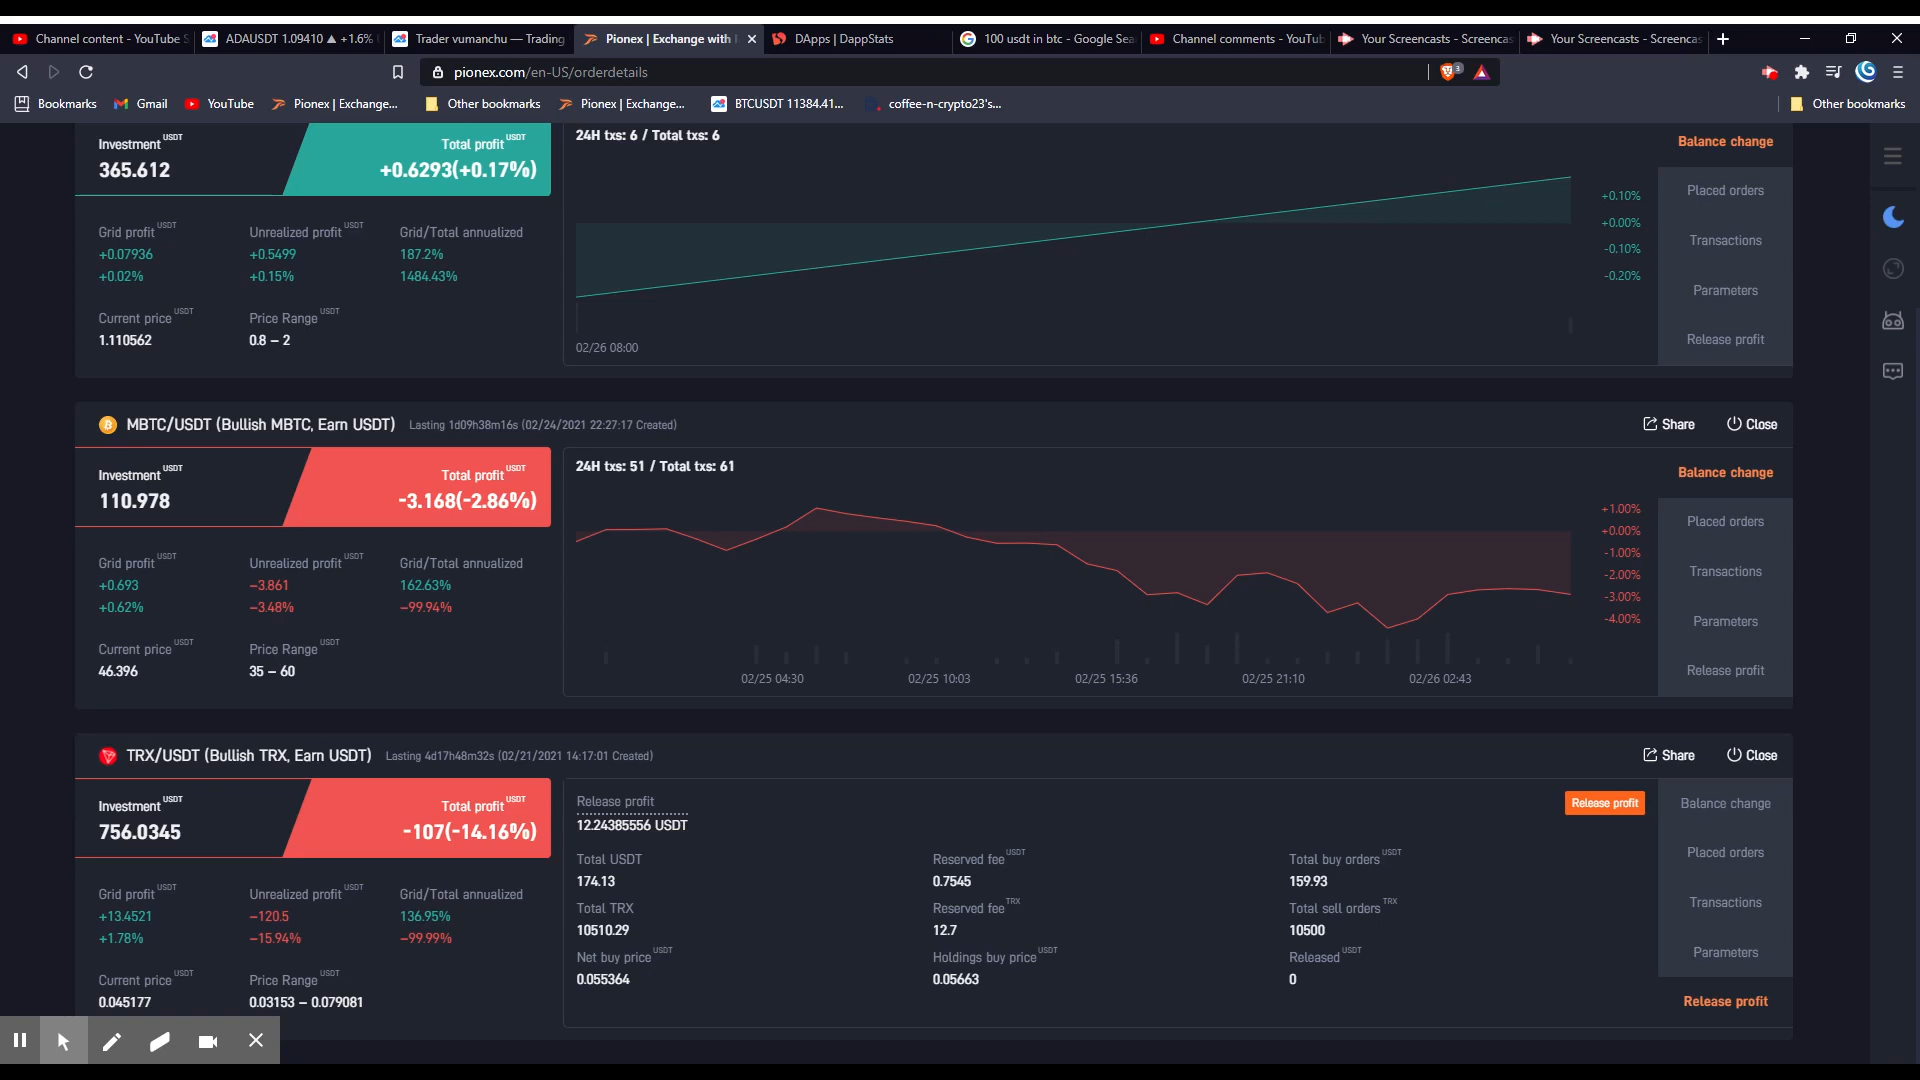 Channel content - YouTube S
ADAUSDT 1.09410 ▲ +1.6%
Trader vumanchu — Trading
Pionex | Exchange with
DApps | DappStats
100 usdt in btc - Google Sea
Channel comments - YouTub
Your Screencasts - Screencas
Your Screencasts - Screencas
pionex.com/en-US/orderdetails
3
Bookmarks
Gmail
YouTube
Pionex | Exchange...
Other bookmarks
Pionex | Exchange...
BTCUSDT 11384.41...
coffee-n-crypto23's...
Other bookmarks
Investment USDT
365.612
Total profit USDT
+0.6293(+0.17%)
24H txs: 6 / Total txs: 6
Balance change
Placed orders
Transactions
Parameters
Release profit
Grid profit USDT
+0.07936
+0.02%
Unrealized profit USDT
+0.5499
+0.15%
Grid/Total annualized
187.2%
1484.43%
Current price USDT
1.110562
Price Range USDT
0.8 – 2
+0.10%
+0.00%
-0.10%
-0.20%
02/26 08:00
MBTC/USDT (Bullish MBTC, Earn USDT) Lasting 1d09h38m16s (02/24/2021 22:27:17 Created)
Share
Close
Investment USDT
110.978
Total profit USDT
-3.168(-2.86%)
24H txs: 51 / Total txs: 61
Balance change
Placed orders
Transactions
Parameters
Release profit
Grid profit USDT
+0.693
+0.62%
Unrealized profit USDT
–3.861
–3.48%
Grid/Total annualized
162.63%
–99.94%
Current price USDT
46.396
Price Range USDT
35 – 60
+1.00%
+0.00%
-1.00%
-2.00%
-3.00%
-4.00%
02/25 04:30
02/25 10:03
02/25 15:36
02/25 21:10
02/26 02:43
TRX/USDT (Bullish TRX, Earn USDT) Lasting 4d17h48m32s (02/21/2021 14:17:01 Created)
Share
Close
Investment USDT
756.0345
Total profit USDT
-107(-14.16%)
Grid profit USDT
+13.4521
+1.78%
Unrealized profit USDT
–120.5
–15.94%
Grid/Total annualized
136.95%
–99.99%
Current price USDT
0.045177
Price Range USDT
0.03153 – 0.079081
Release profit
12.24385556 USDT
Release profit
Total USDT
174.13
Reserved fee USDT
0.7545
Total buy orders USDT
159.93
Total TRX
10510.29
Reserved fee TRX
12.7
Total sell orders TRX
10500
Net buy price USDT
0.055364
Holdings buy price USDT
0.05663
Released USDT
0
Balance change
Placed orders
Transactions
Parameters
Release profit